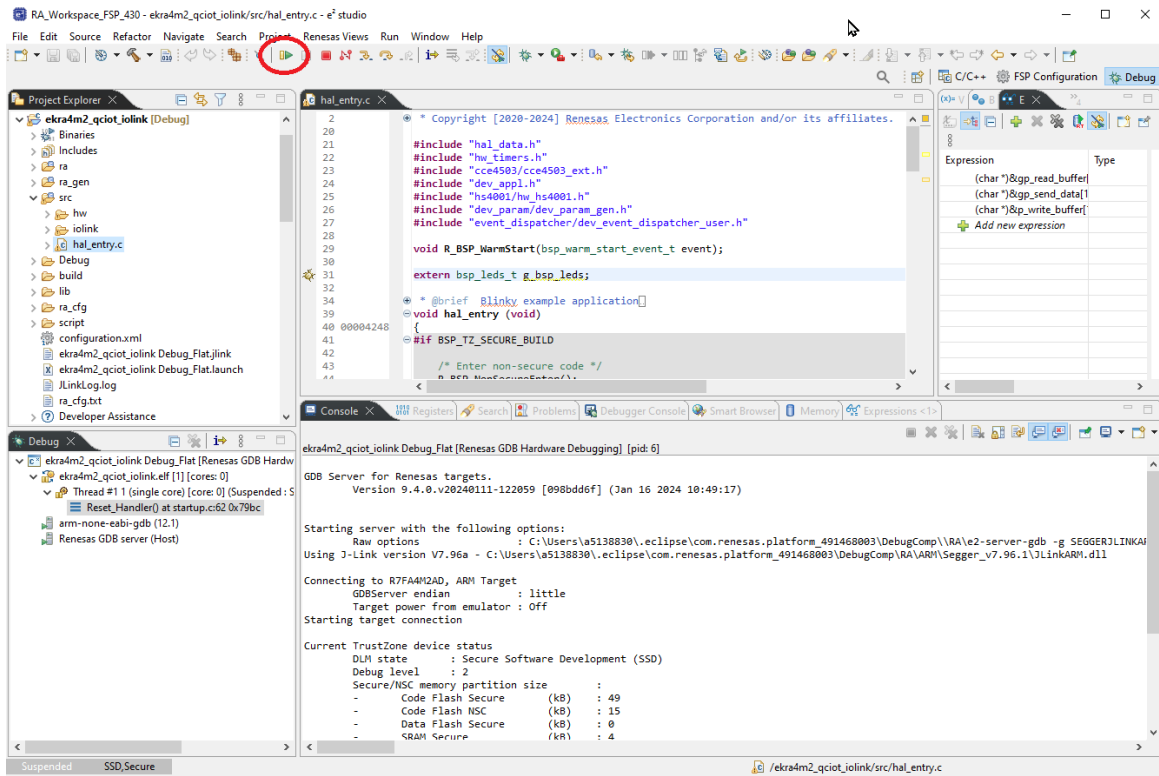 RA_Workspace_FSP_430 - ekra4m2_qciot_iolink/src/hal_entry.c - e² studio
File Edit Source Refactor Navigate Search Project Renesas Views Run Window Help
C/C++ FSP Configuration Debug
Project Explorer
ekra4m2_qciot_iolink [Debug]
Binaries
Includes
ra
ra_gen
src
hw
iolink
hal_entry.c
Debug
build
lib
ra_cfg
script
configuration.xml
ekra4m2_qciot_iolink Debug_Flat.jlink
ekra4m2_qciot_iolink Debug_Flat.launch
JLinkLog.log
ra_cfg.txt
Developer Assistance
hal_entry.c
2 * Copyright [2020-2024] Renesas Electronics Corporation and/or its affiliates.
20
21 #include "hal_data.h"
22 #include "hw_timers.h"
23 #include "cce4503/cce4503_ext.h"
24 #include "dev_appl.h"
25 #include "hs4001/hw_hs4001.h"
26 #include "dev_param/dev_param_gen.h"
27 #include "event_dispatcher/dev_event_dispatcher_user.h"
28
29 void R_BSP_WarmStart(bsp_warm_start_event_t event);
30
31 extern bsp_leds_t g_bsp_leds;
32
34 * @brief Blinky example application
39 void hal_entry (void)
40 00004248 {
41 #if BSP_TZ_SECURE_BUILD
42
43 /* Enter non-secure code */
44 R_BSP_NonSecureEnter();
(x)= V B E
4
Expression Type
(char *)&gp_read_buffer[
(char *)&gp_send_data[1
(char *)&tp_write_buffer[
Add new expression
Debug
ekra4m2_qciot_iolink Debug_Flat [Renesas GDB Hardw
ekra4m2_qciot_iolink.elf [1] [cores: 0]
Thread #1 1 (single core) [core: 0] (Suspended : S
Reset_Handler() at startup.c:62 0x79bc
arm-none-eabi-gdb (12.1)
Renesas GDB server (Host)
Console Registers Search Problems Debugger Console Smart Browser Memory Expressions <1>
ekra4m2_qciot_iolink Debug_Flat [Renesas GDB Hardware Debugging] [pid: 6]
GDB Server for Renesas targets.
Version 9.4.0.v20240111-122059 [098bdd6f] (Jan 16 2024 10:49:17)
Starting server with the following options:
Raw options : C:\Users\a5138830\.eclipse\com.renesas.platform_491468003\DebugComp\\RA\e2-server-gdb -g SEGGERJLINKAR
Using J-Link version V7.96a - C:\Users\a5138830\.eclipse\com.renesas.platform_491468003\DebugComp\RA\ARM\Segger_v7.96.1\JLinkARM.dll
Connecting to R7FA4M2AD, ARM Target
GDBServer endian : little
Target power from emulator : Off
Starting target connection
Current TrustZone device status
DLM state : Secure Software Development (SSD)
Debug level : 2
Secure/NSC memory partition size :
- Code Flash Secure (kB) : 49
- Code Flash NSC (kB) : 15
- Data Flash Secure (kB) : 0
- SRAM Secure (kB) : 4
Suspended SSD,Secure /ekra4m2_qciot_iolink/src/hal_entry.c